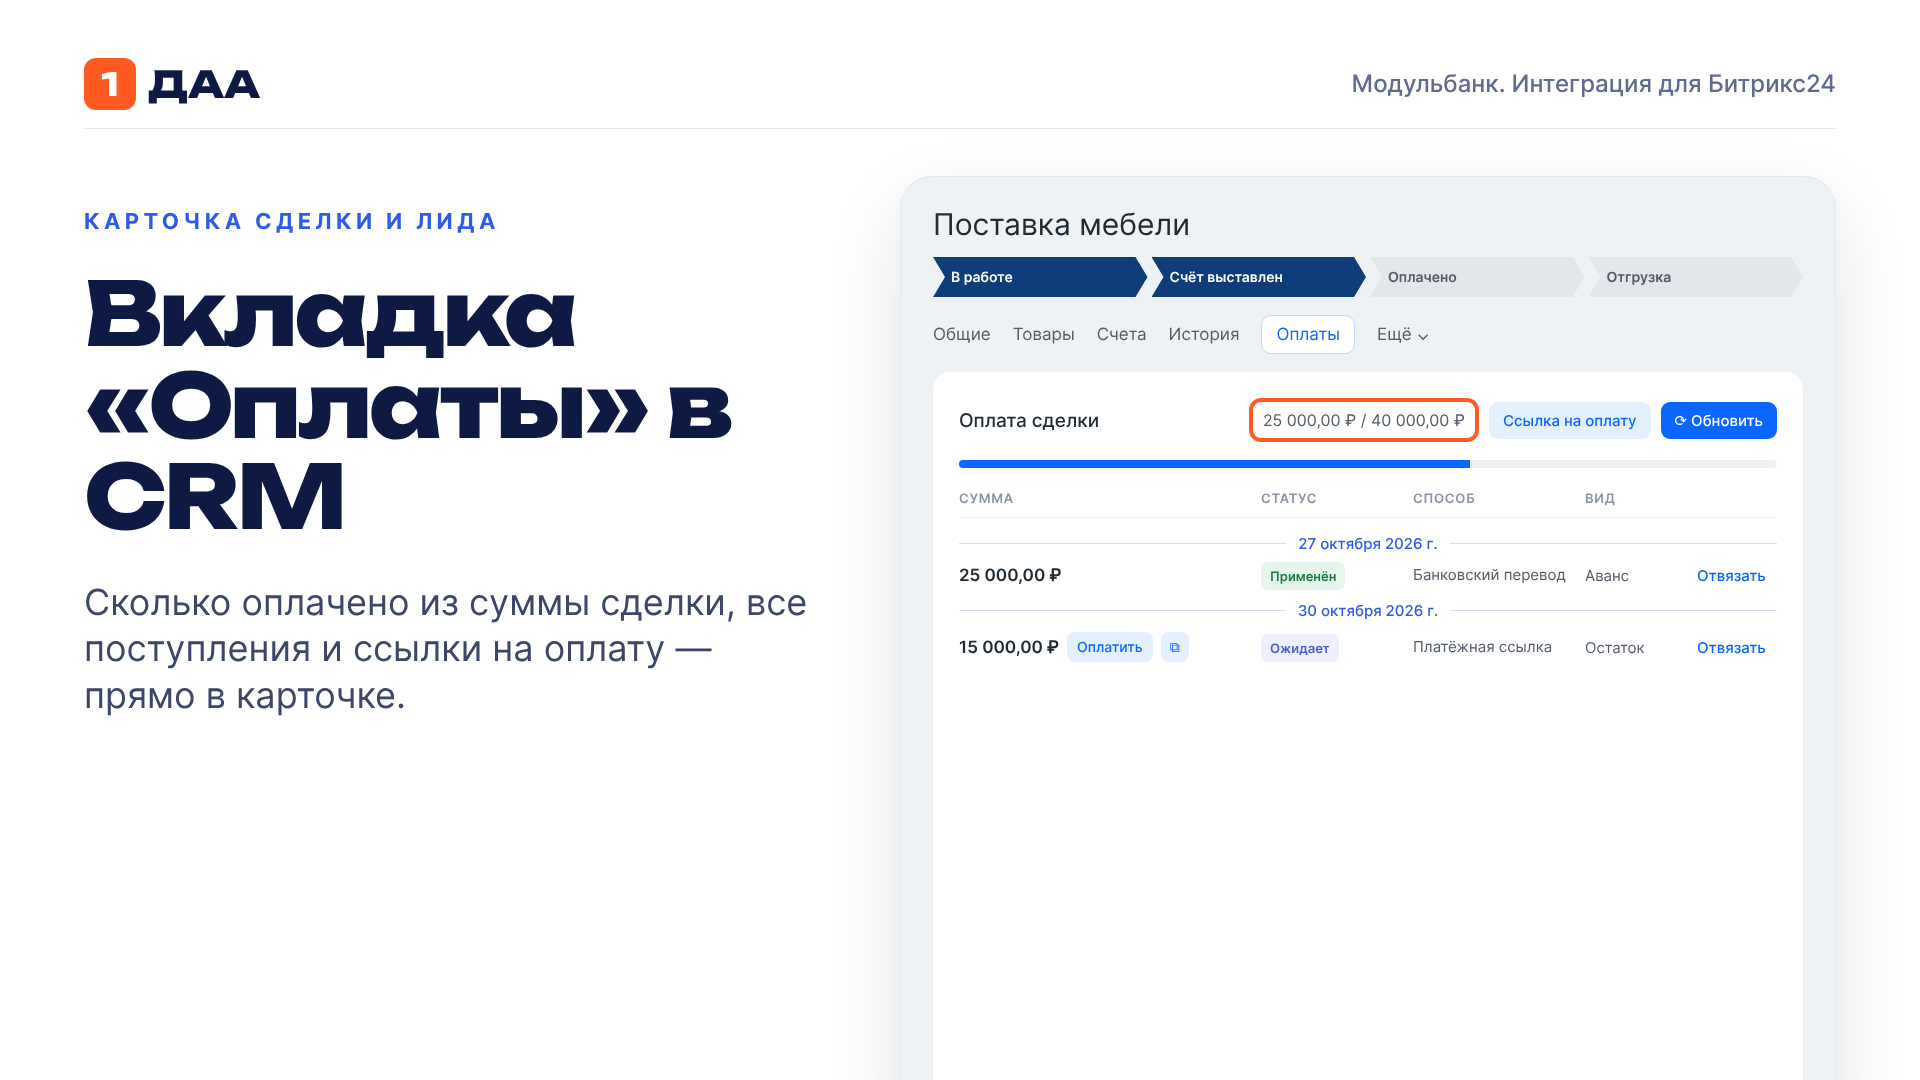 1 ДАА
Модульбанк. Интеграция для Битрикс24
КАРТОЧКА СДЕЛКИ И ЛИДА
Вкладка
«Оплаты» в
CRM
Сколько оплачено из суммы сделки, все
поступления и ссылки на оплату —
прямо в карточке.
Поставка мебели
В работе Счёт выставлен Оплачено Отгрузка
Общие Товары Счета История Оплаты Ещё
Оплата сделки 25 000,00 ₽ / 40 000,00 ₽ Ссылка на оплату ⟳ Обновить
СУММА СТАТУС СПОСОБ ВИД
27 октября 2026 г.
25 000,00 ₽ Применён Банковский перевод Аванс Отвязать
30 октября 2026 г.
15 000,00 ₽ Оплатить ⧉ Ожидает Платёжная ссылка Остаток Отвязать